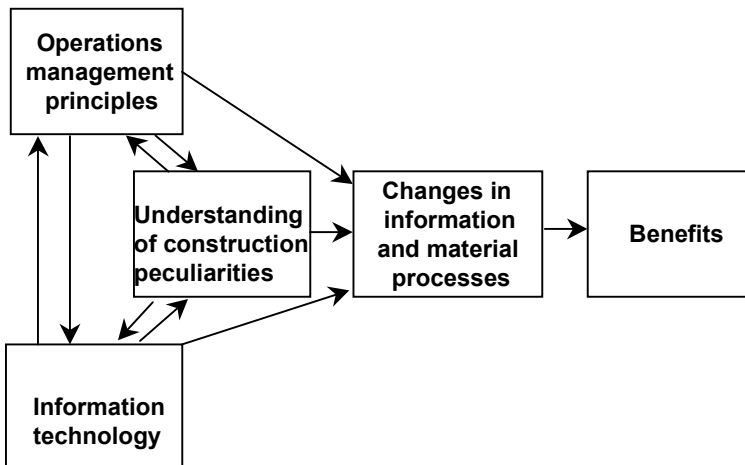 Operations
management
principles
Understanding
of construction
peculiarities
Changes in
information
and material
processes
Benefits
Information
technology